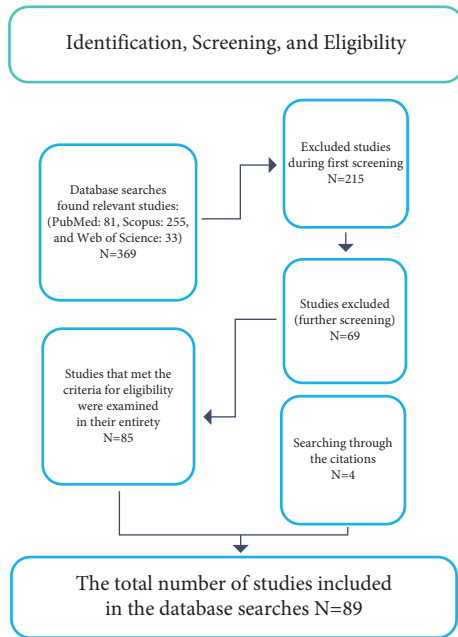 Identification, Screening, and Eligibility
Database searches
found relevant studies:
(PubMed: 81, Scopus: 255,
and Web of Science: 33)
N=369
Excluded studies
during first screening
N=215
Studies excluded
(further screening)
N=69
Studies that met the
criteria for eligibility
were examined
in their entirety
N=85
Searching through
the citations
N=4
The total number of studies included
in the database searches N=89